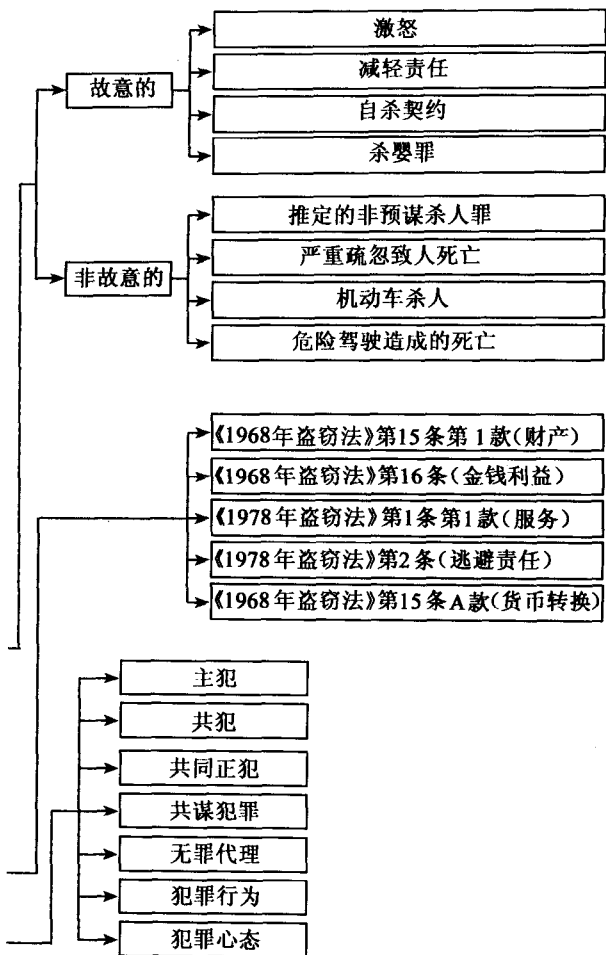 激怒
减轻责任
故意的
自杀契约
杀婴罪
推定的非预谋杀人罪
严重疏忽致人死亡
非故意的
机动车杀人
危险驾驶造成的死亡
《1968年盗窃法》第15条第1款(财产)
《1968年盗窃法》第16条(金钱利益)
《1978年盗窃法》第1条第1款(服务)
《1978年盗窃法》第2条(逃避责任)
《1968年盗窃法》第15条A款(货币转换)
主犯
共犯
共同正犯
共谋犯罪
无罪代理
犯罪行为
犯罪心态